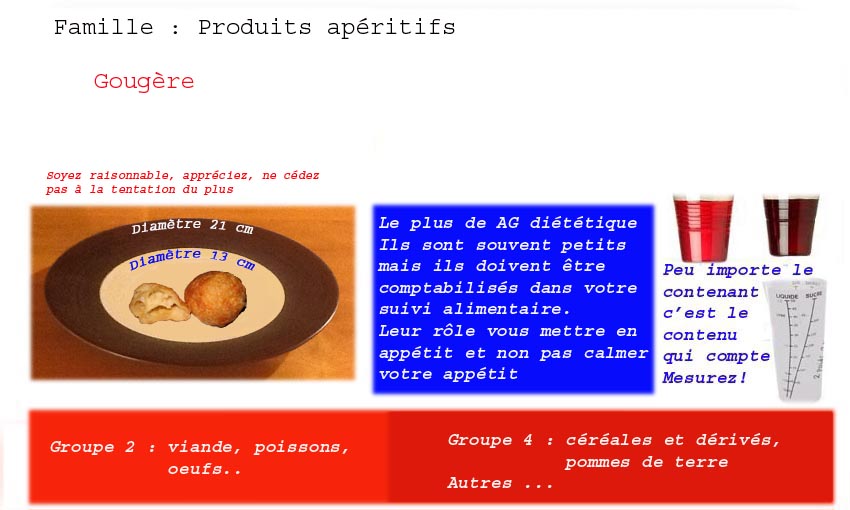 Famille : Produits apéritifs
Gougère
Soyez raisonnable, appréciez, ne cédez
pas à la tentation du plus
Diamètre 21 cm
Diamètre 13 cm
Le plus de AG diététique
Ils sont souvent petits
mais ils doivent être
comptabilisés dans votre
suivi alimentaire.
Leur rôle vous mettre en
appétit et non pas calmer
votre appétit
Peu importe le
contenant
c'est le
contenu
qui compte
Mesurez!
LIQUIDE SUCRE
Groupe 2 : viande, poissons,
oeufs..
Groupe 4 : céréales et dérivés,
pommes de terre
Autres ...